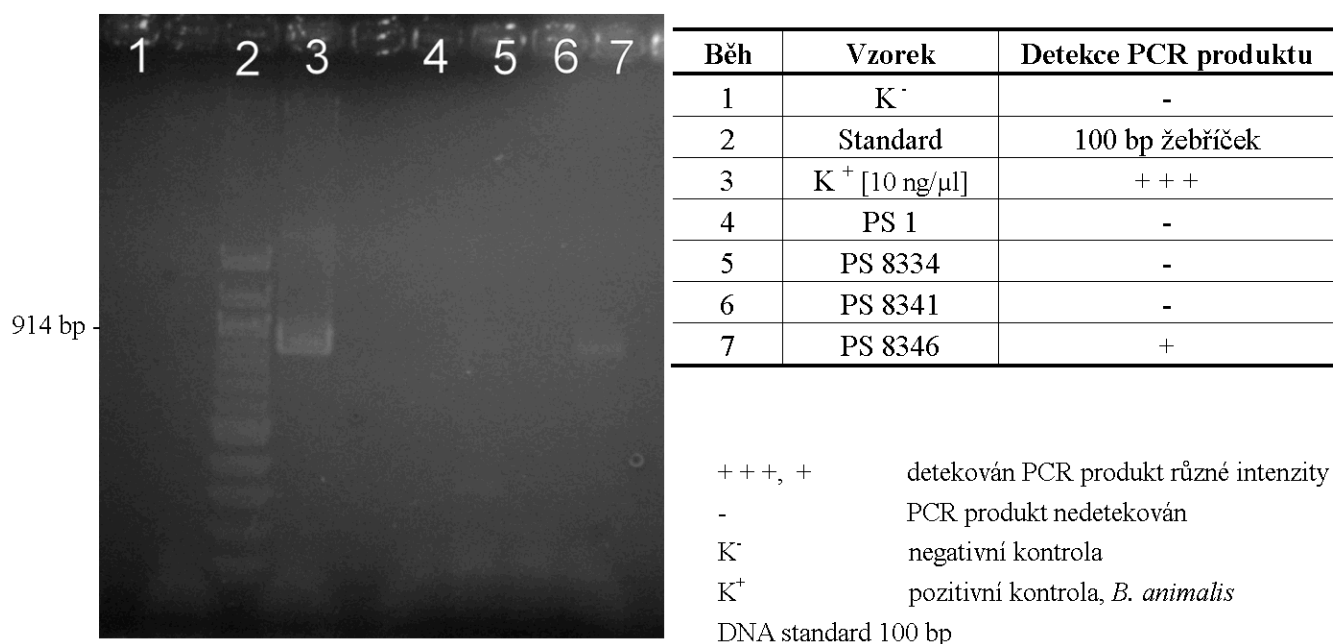 1 2 3 4 5 6 7
914 bp -
Běh Vzorek Detekce PCR produktu
1 K - -
2 Standard 100 bp žebříček
3 K + [10 ng/µl] + + +
4 PS 1 -
5 PS 8334 -
6 PS 8341 -
7 PS 8346 +
+ + +, + detekován PCR produkt různé intenzity
- PCR produkt nedetekován
K- negativní kontrola
K+ pozitivní kontrola, B. animalis
DNA standard 100 bp